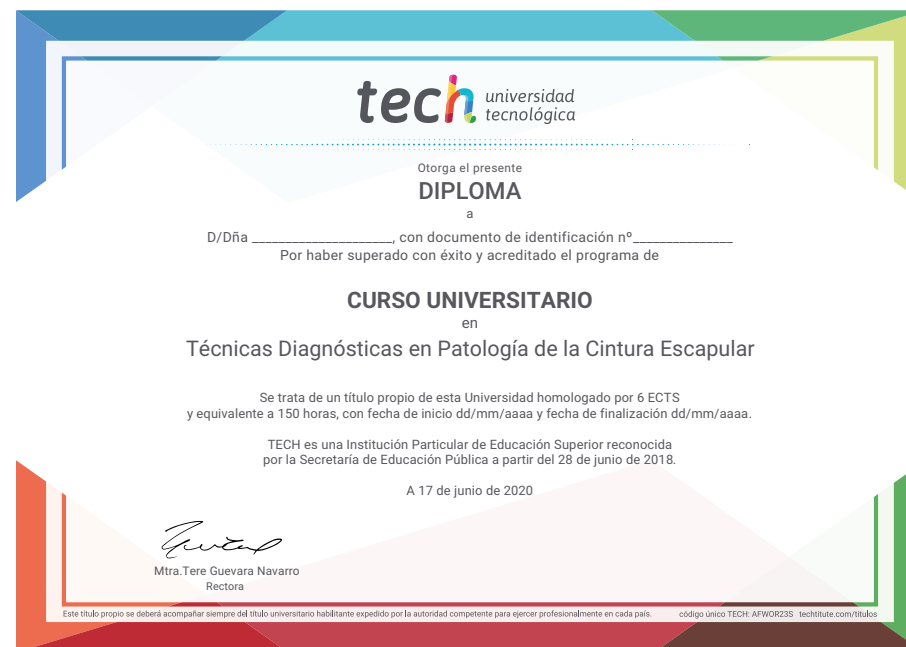 tech universidad
tecnológica
Otorga el presente
DIPLOMA
a
D/Dña ______________________, con documento de identificación nº________________
Por haber superado con éxito y acreditado el programa de
CURSO UNIVERSITARIO
en
Técnicas Diagnósticas en Patología de la Cintura Escapular
Se trata de un título propio de esta Universidad homologado por 6 ECTS
y equivalente a 150 horas, con fecha de inicio dd/mm/aaaa y fecha de finalización dd/mm/aaaa.
TECH es una Institución Particular de Educación Superior reconocida
por la Secretaría de Educación Pública a partir del 28 de junio de 2018.
A 17 de junio de 2020
Mtra.Tere Guevara Navarro
Rectora
Este título propio se deberá acompañar siempre del título universitario habilitante expedido por la autoridad competente para ejercer profesionalmente en cada país. código único TECH: AFWOR23S techtitute.com/titulos